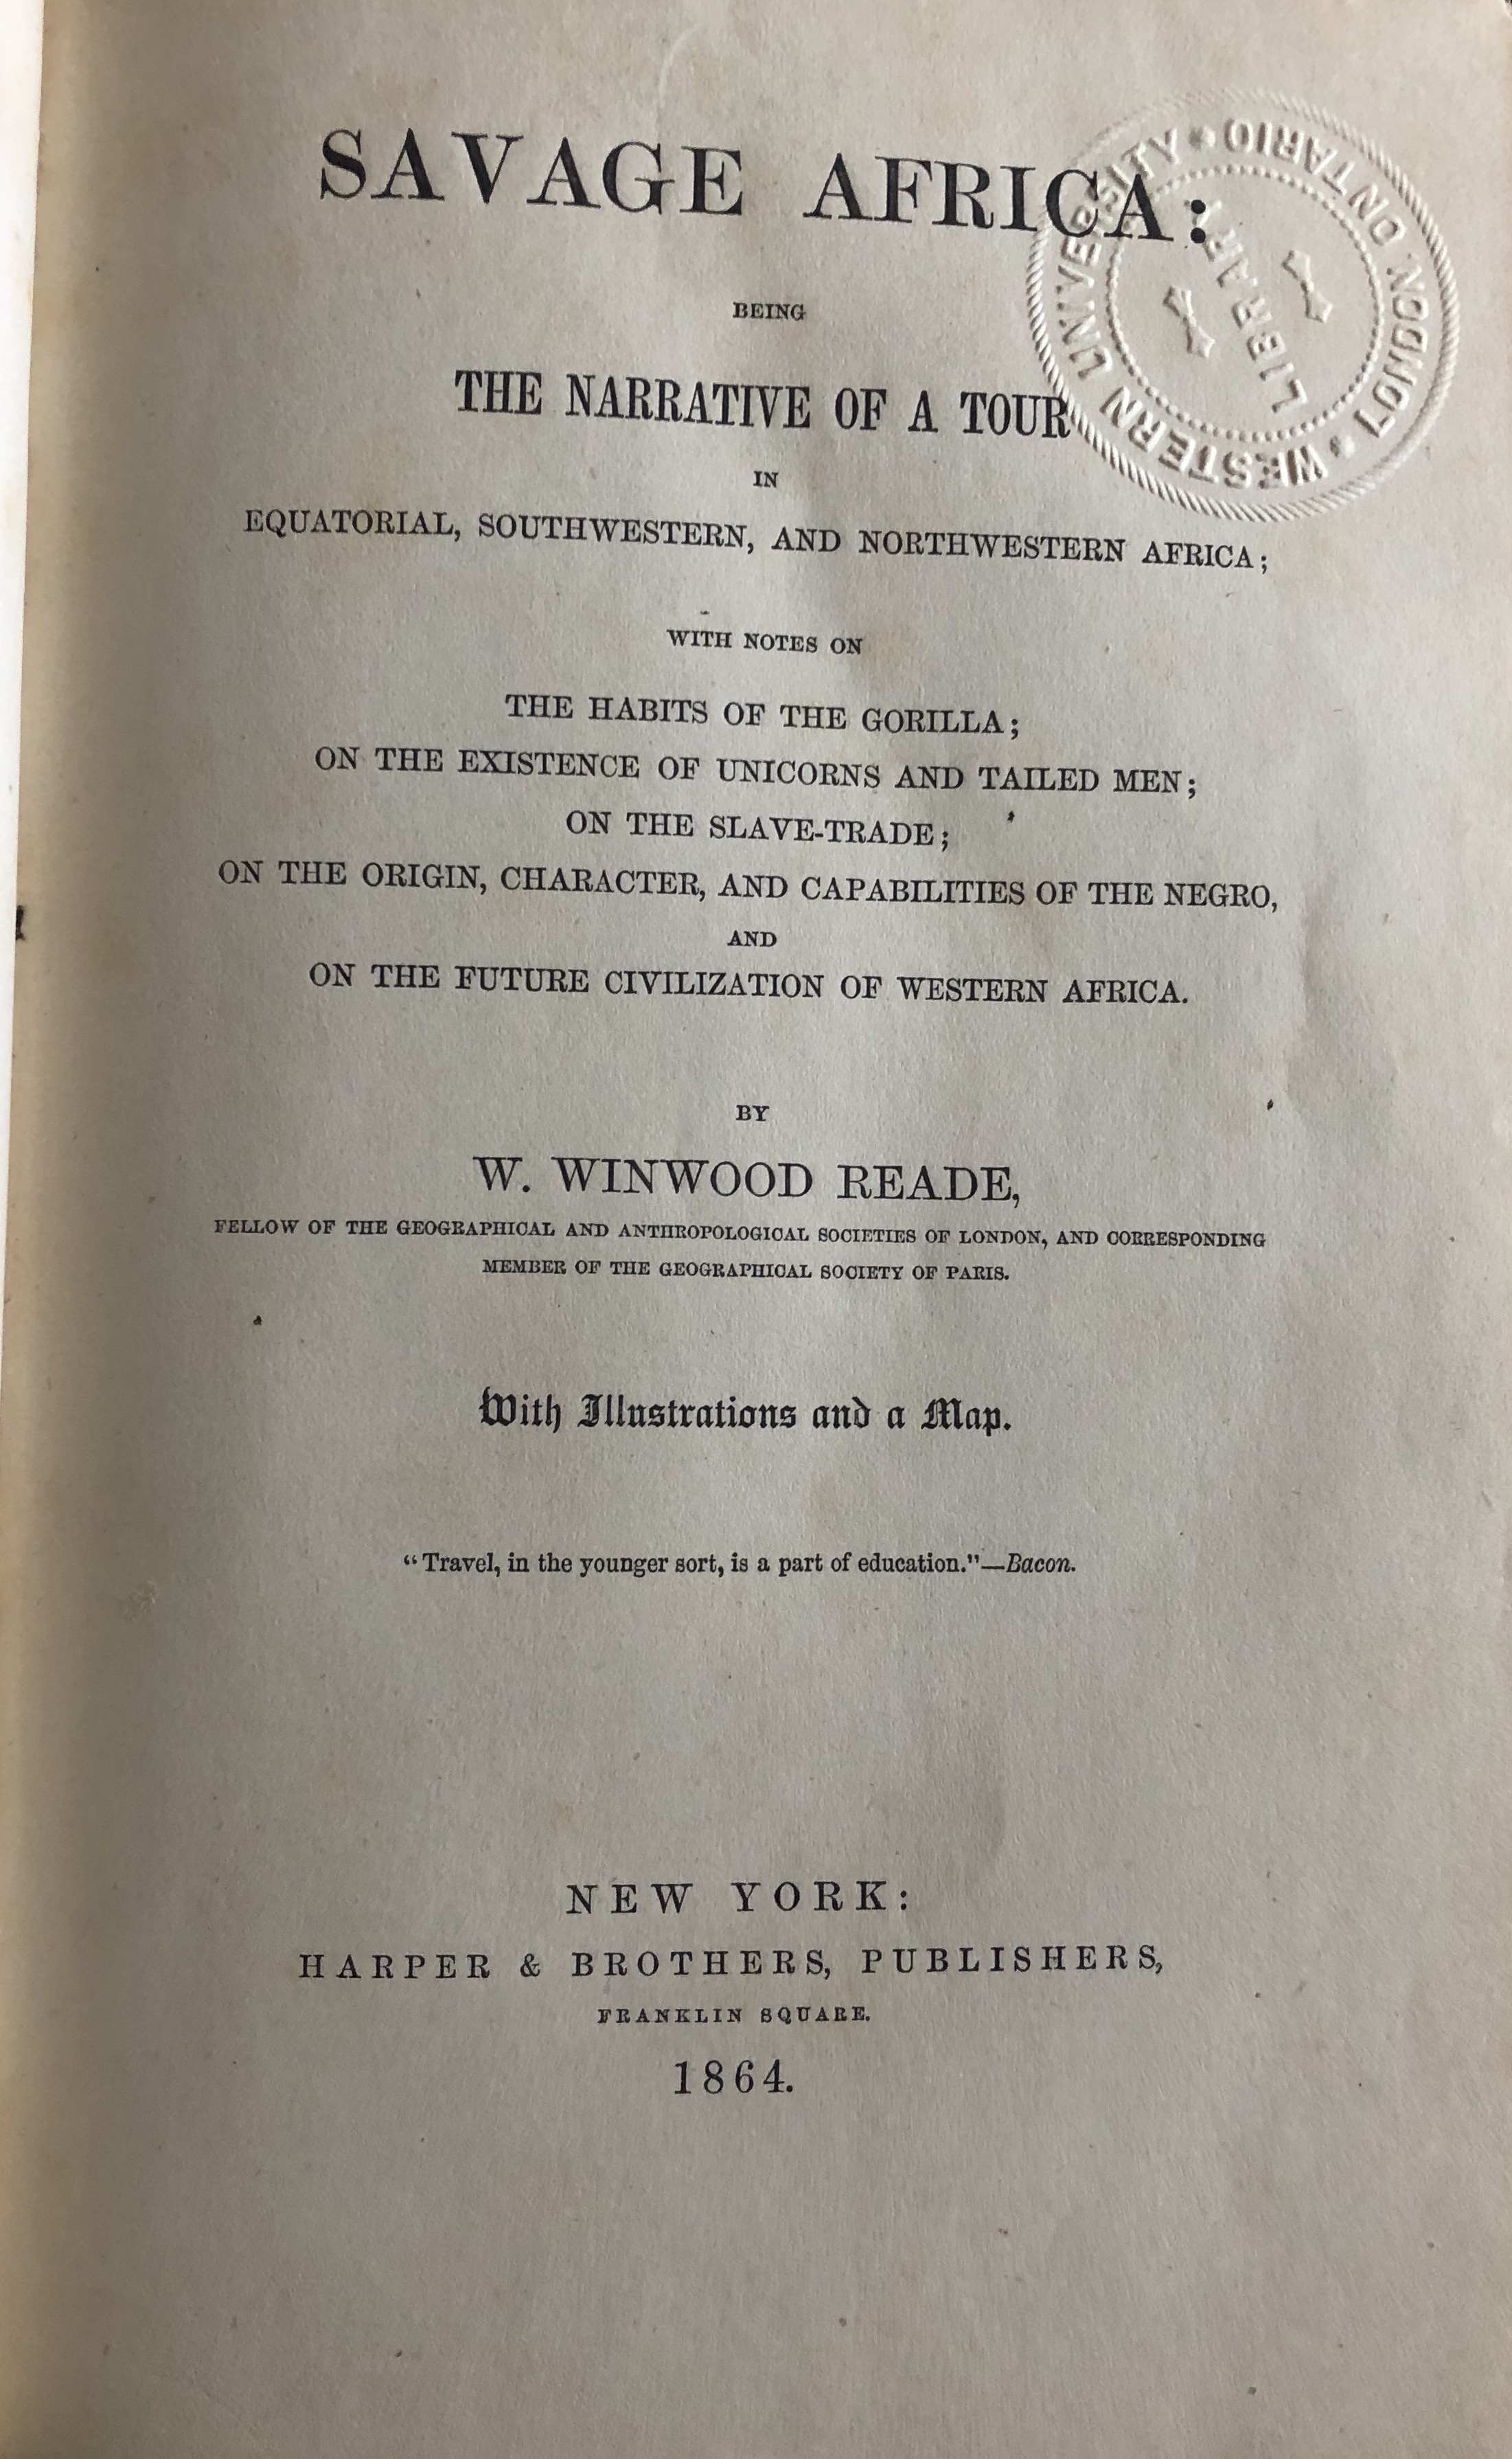 SAVAGE AFRICA:
BEING
THE NARRATIVE OF A TOUR
IN
EQUATORIAL, SOUTHWESTERN, AND NORTHWESTERN AFRICA;
WITH NOTES ON
THE HABITS OF THE GORILLA;
ON THE EXISTENCE OF UNICORNS AND TAILED MEN;
ON THE SLAVE-TRADE;
ON THE ORIGIN, CHARACTER, AND CAPABILITIES OF THE NEGRO,
AND
ON THE FUTURE CIVILIZATION OF WESTERN AFRICA.
BY
W. WINWOOD READE,
FELLOW OF THE GEOGRAPHICAL AND ANTHROPOLOGICAL SOCIETIES OF LONDON, AND CORRESPONDING
MEMBER OF THE GEOGRAPHICAL SOCIETY OF PARIS.
With Illustrations and a Map.
“Travel, in the younger sort, is a part of education.”—Bacon.
NEW YORK:
HARPER & BROTHERS, PUBLISHERS,
FRANKLIN SQUARE.
1864.
WESTERN UNIVERSITY • LONDON ONTARIO •
LIBRARY